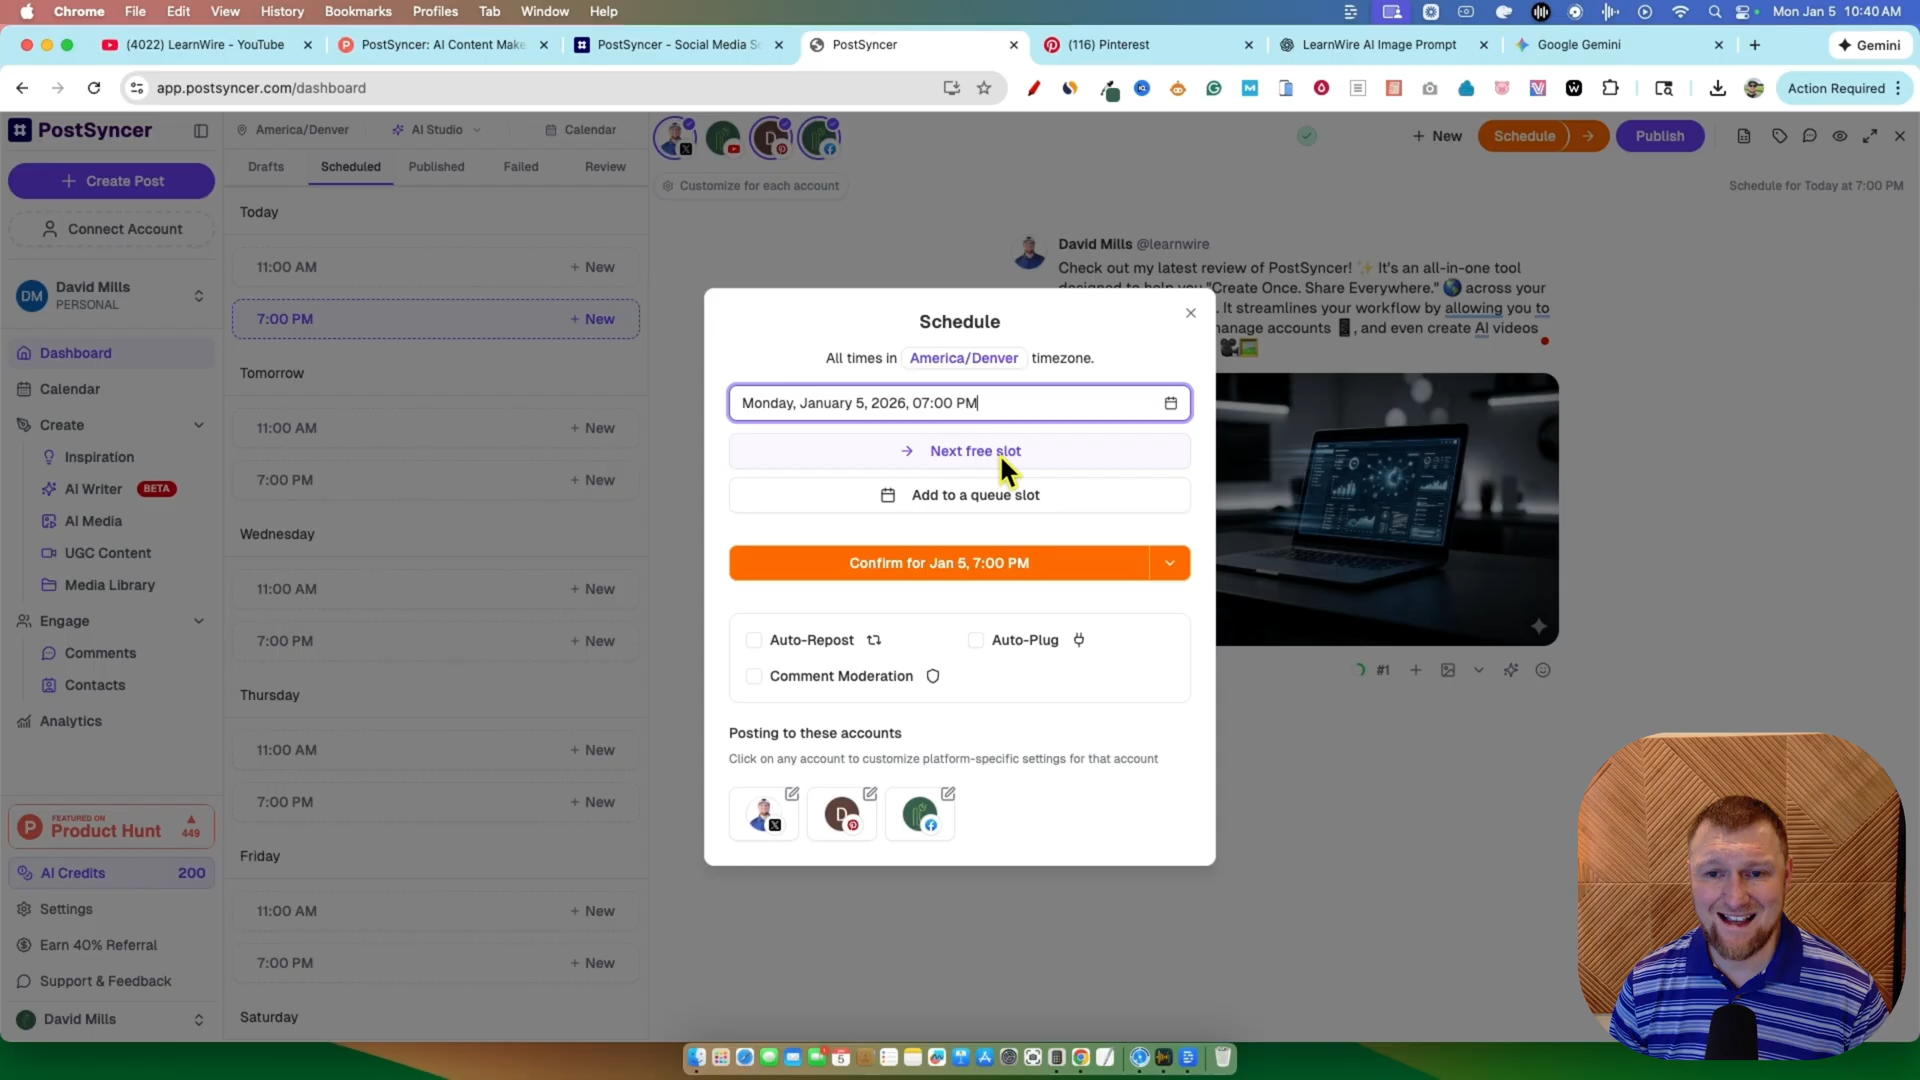 Chrome File Edit View History Bookmarks Profiles Tab Window Help
Mon Jan 5 10:40 AM
(4022) LearnWire - YouTube
PostSyncer: AI Content Make
PostSyncer - Social Media S
PostSyncer
(116) Pinterest
LearnWire AI Image Prompt
Google Gemini
Gemini
app.postsyncer.com/dashboard
Action Required
PostSyncer
America/Denver
AI Studio
Calendar
+ New
Schedule
Publish
Create Post
Drafts
Scheduled
Published
Failed
Review
Customize for each account
Schedule for Today at 7:00 PM
Connect Account
DM
David Mills
PERSONAL
Dashboard
Calendar
Create
Inspiration
AI Writer BETA
AI Media
UGC Content
Media Library
Engage
Comments
Contacts
Analytics
FEATURED ON
Product Hunt
449
AI Credits 200
Settings
Earn 40% Referral
Support & Feedback
David Mills
Today
11:00 AM + New
7:00 PM + New
Tomorrow
11:00 AM + New
7:00 PM + New
Wednesday
11:00 AM + New
7:00 PM + New
Thursday
11:00 AM + New
7:00 PM + New
Friday
11:00 AM + New
7:00 PM + New
Saturday
David Mills @learnwire
Check out my latest review of PostSyncer! ✨ It's an all-in-one tool
designed to help you "Create Once. Share Everywhere." 🌎 across your
. It streamlines your workflow by allowing you to
manage accounts 📱, and even create AI videos
#1
Schedule
All times in America/Denver timezone.
Monday, January 5, 2026, 07:00 PM
Next free slot
Add to a queue slot
Confirm for Jan 5, 7:00 PM
Auto-Repost
Auto-Plug
Comment Moderation
Posting to these accounts
Click on any account to customize platform-specific settings for that account
D